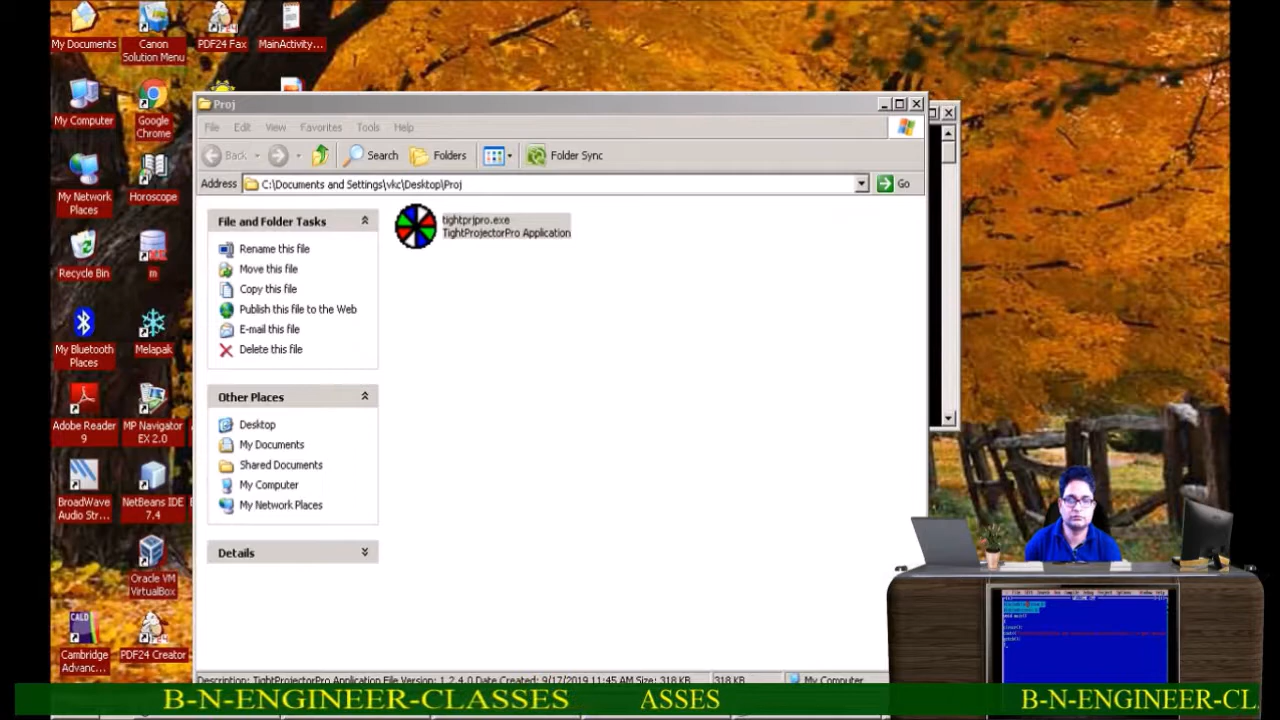 My Documents
Canon
Solution Menu
PDF24 Fax
MainActivity...
My Computer
Google
Chrome
My Network
Places
Horoscope
Recycle Bin
m
My Bluetooth
Places
Melapak
Adobe Reader
9
MP Navigator
EX 2.0
BroadWave
Audio Str...
NetBeans IDE
7.4
Oracle VM
VirtualBox
CALD
Cambridge
Advanc...
PDF24 Creator
Proj
File Edit View Favorites Tools Help
Back Search Folders Folder Sync
Address C:\Documents and Settings\vkc\Desktop\Proj Go
File and Folder Tasks
Rename this file
Move this file
Copy this file
Publish this file to the Web
E-mail this file
Delete this file
Other Places
Desktop
My Documents
Shared Documents
My Computer
My Network Places
Details
tightprjpro.exe
TightProjectorPro Application
Description: TightProjectorPro Application File Version: 1.2.4.0 Date Created: 9/17/2019 11:45 AM Size: 318 KB 318 KB My Computer
B-N-ENGINEER-CLASSES ASSES B-N-ENGINEER-CLA